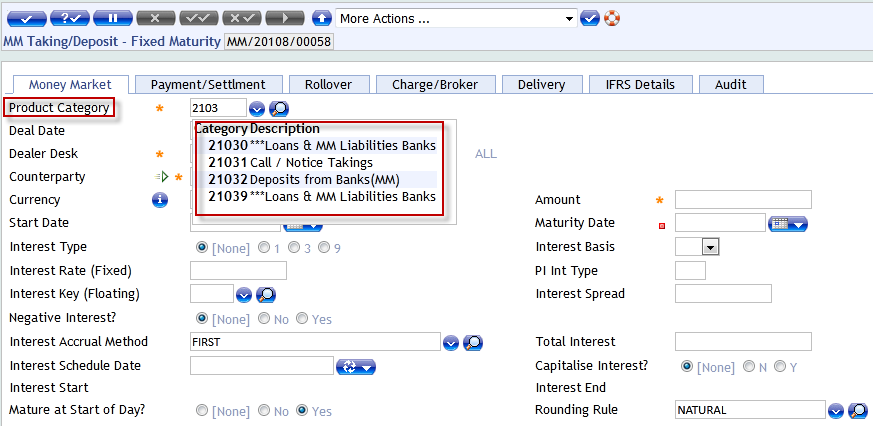 More Actions ...
MM Taking/Deposit - Fixed Maturity MM/20108/00058
Money Market Payment/Settlment Rollover Charge/Broker Delivery IFRS Details Audit
Product Category * 2103
Deal Date Category Description
21030 ***Loans & MM Liabilities Banks
21031 Call / Notice Takings
Dealer Desk * ALL
21032 Deposits from Banks(MM)
Counterparty *
21039 ***Loans & MM Liabilities Banks
Currency Amount *
Start Date Maturity Date
Interest Type [None] 1 3 9 Interest Basis
Interest Rate (Fixed) PI Int Type
Interest Key (Floating) Interest Spread
Negative Interest? [None] No Yes
Interest Accrual Method FIRST Total Interest
Interest Schedule Date Capitalise Interest? [None] N Y
Interest Start Interest End
Mature at Start of Day? [None] No Yes Rounding Rule NATURAL